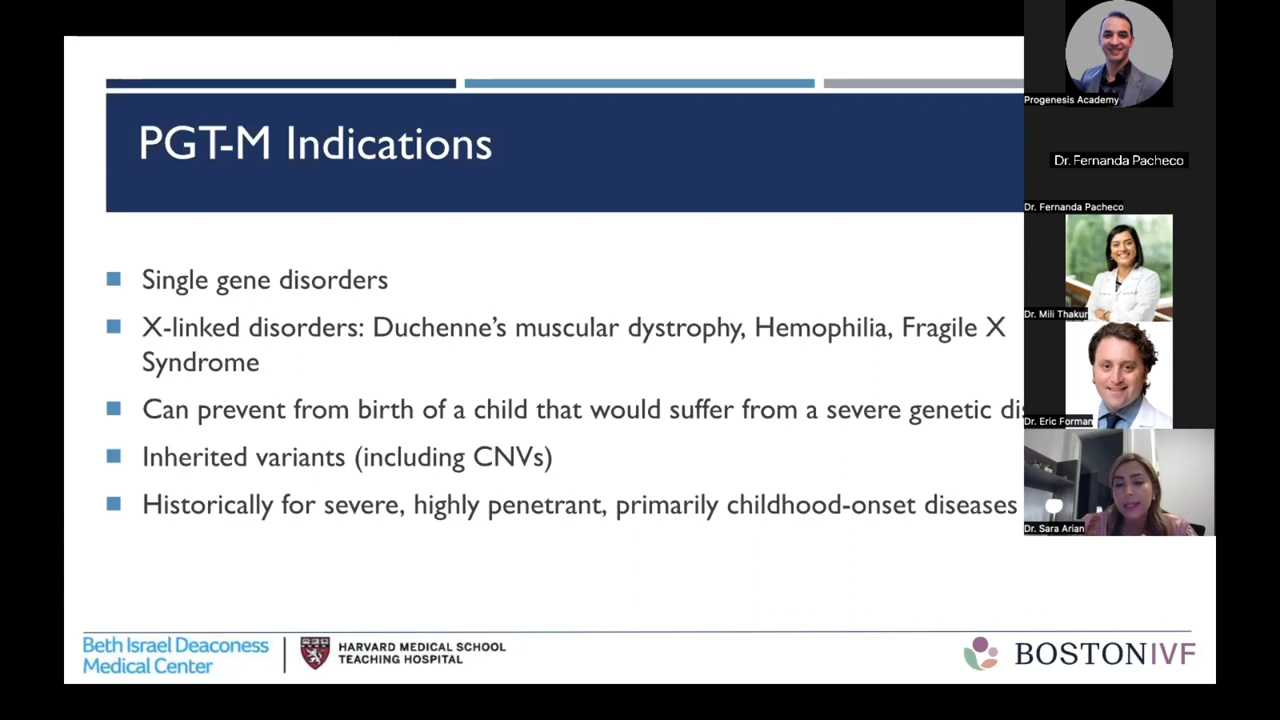 PGT-M Indications
Single gene disorders
X-linked disorders: Duchenne's muscular dystrophy, Hemophilia, Fragile X
Syndrome
Can prevent from birth of a child that would suffer from a severe genetic
Inherited variants (including CNVs)
Historically for severe, highly penetrant, primarily childhood-onset diseases
Beth Israel Deaconess
Medical Center
HARVARD MEDICAL SCHOOL
TEACHING HOSPITAL
BOSTONIVF
Progenesis Academy
Dr. Fernanda Pacheco
Dr. Fernanda Pacheco
Dr. Mili Thakur
Dr. Eric Forman
Dr. Sara Arian